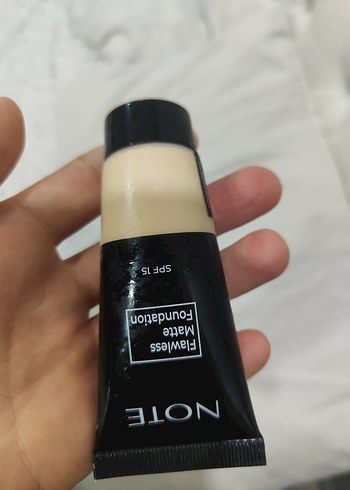 NOTE
Flawless
Matte
Foundation
SPF 15